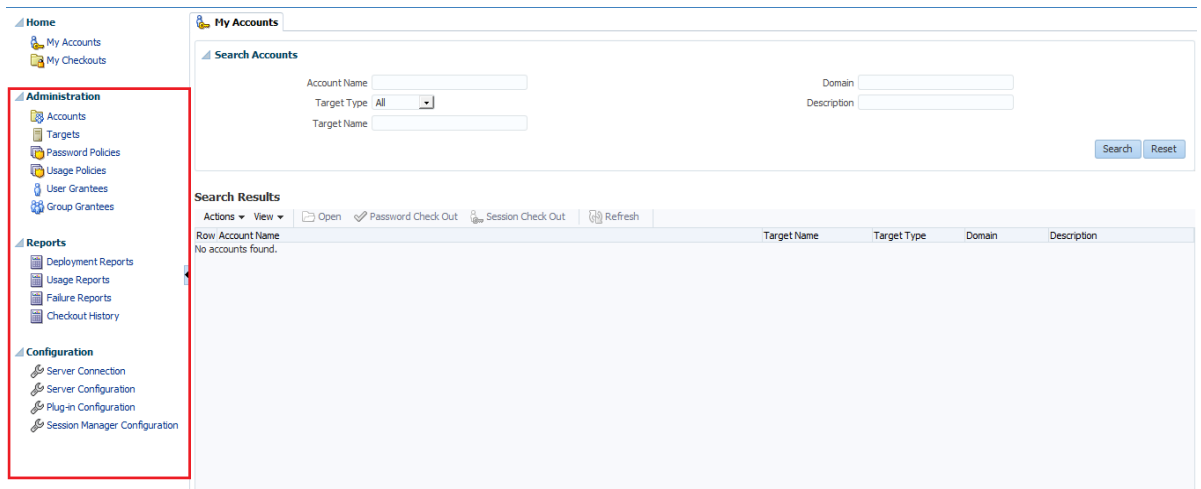 Home
My Accounts
My Checkouts
Administration
Accounts
Targets
Password Policies
Usage Policies
User Grantees
Group Grantees
Reports
Deployment Reports
Usage Reports
Failure Reports
Checkout History
Configuration
Server Connection
Server Configuration
Plug-in Configuration
Session Manager Configuration
My Accounts
Search Accounts
Account Name
Domain
Target Type All
Description
Target Name
Search Reset
Search Results
Actions View Open Password Check Out Session Check Out Refresh
Row Account Name Target Name Target Type Domain Description
No accounts found.